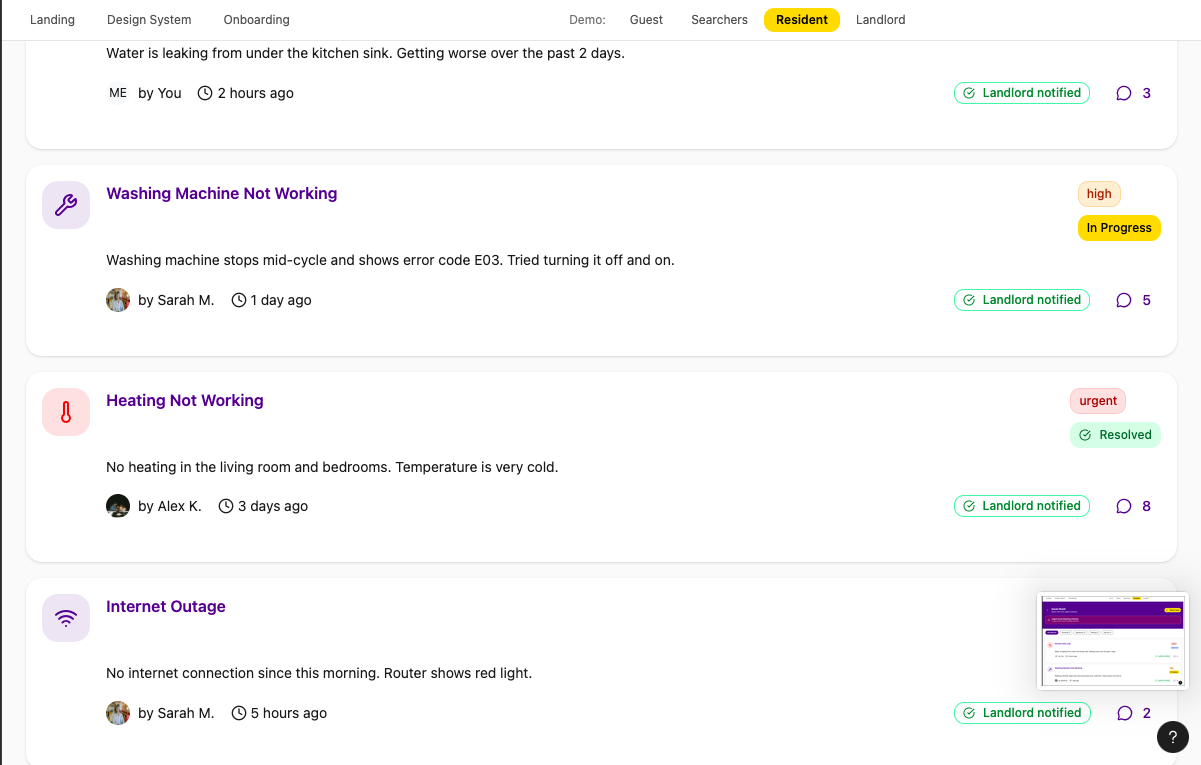 Landing Design System Onboarding Demo: Guest Searchers Resident Landlord
Water is leaking from under the kitchen sink. Getting worse over the past 2 days.
ME by You 2 hours ago Landlord notified 3
Washing Machine Not Working high
In Progress
Washing machine stops mid-cycle and shows error code E03. Tried turning it off and on.
by Sarah M. 1 day ago Landlord notified 5
Heating Not Working urgent
Resolved
No heating in the living room and bedrooms. Temperature is very cold.
by Alex K. 3 days ago Landlord notified 8
Internet Outage
No internet connection since this morning. Router shows red light.
by Sarah M. 5 hours ago Landlord notified 2
?